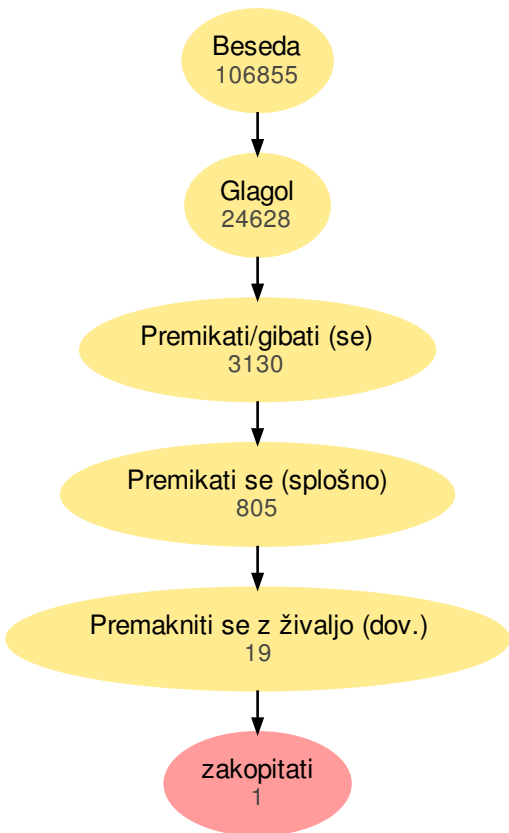 Beseda
106855
Glagol
24628
Premikati/gibati (se)
3130
Premikati se (splošno)
805
Premakniti se z živaljo (dov.)
19
zakopitati
1